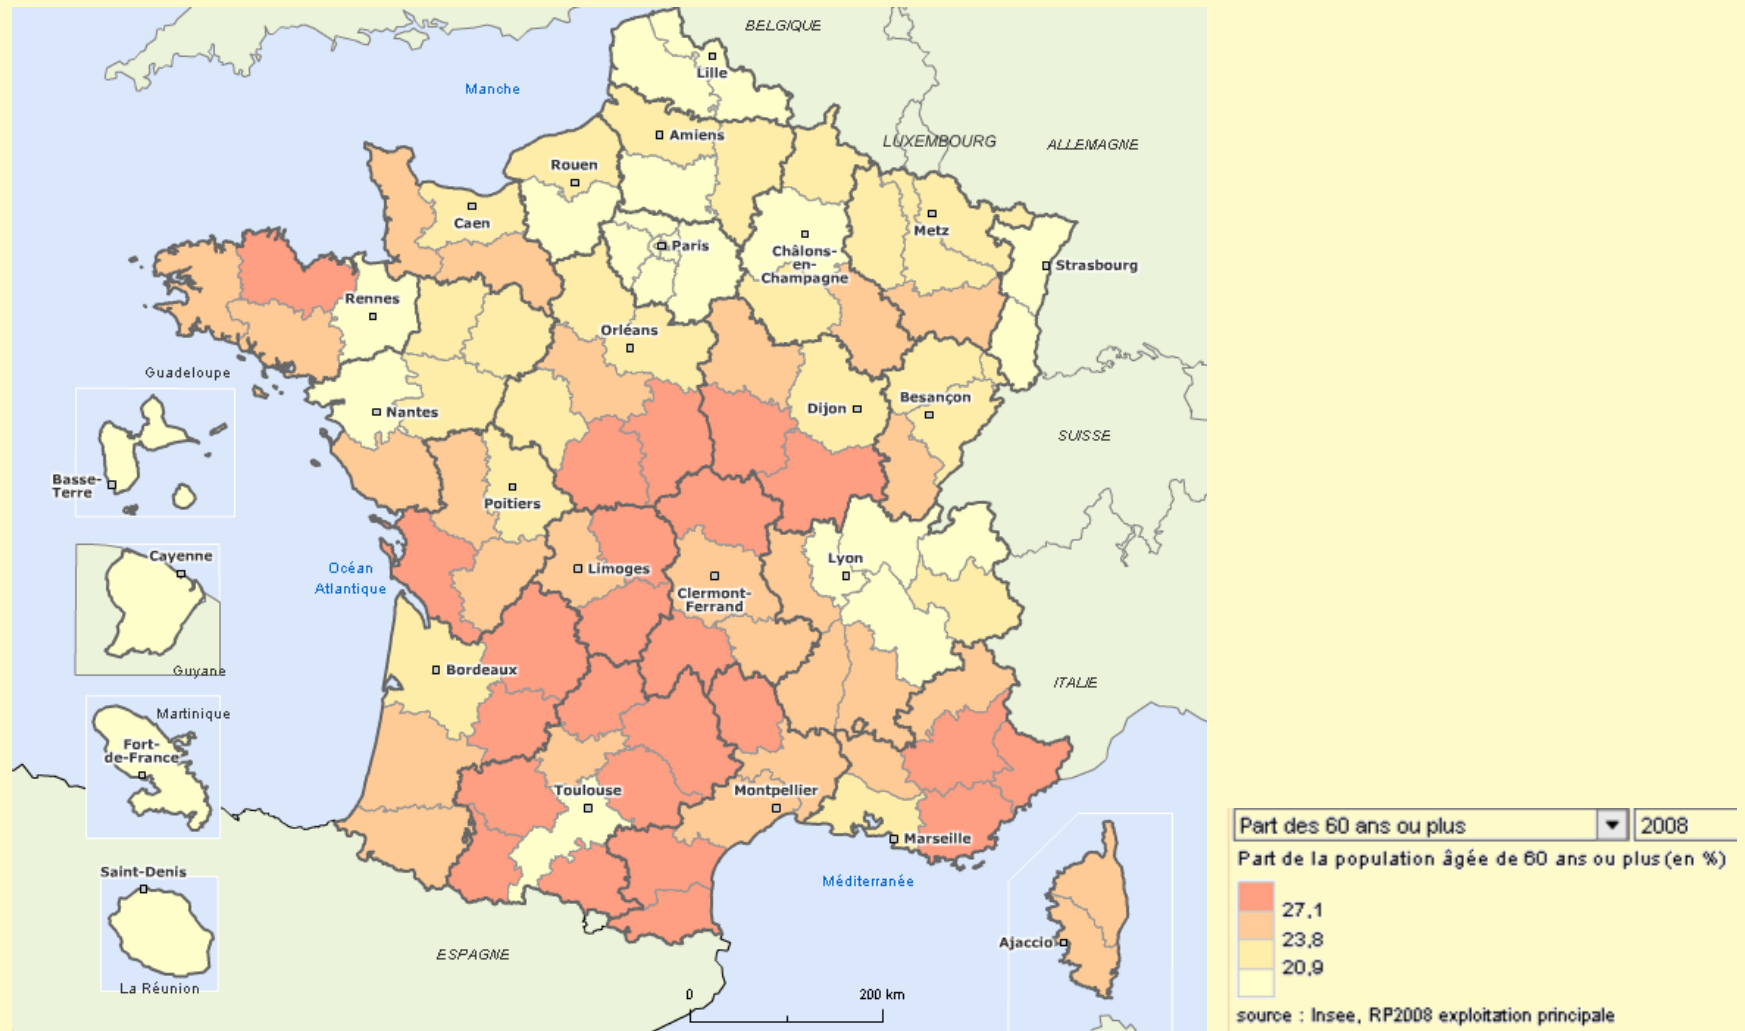 BELGIQUE
Lille
Manche
Amiens
LUXEMBOURG
ALLEMAGNE
Rouen
Caen
Metz
Paris
Châlons-
en-
Champagne
Strasbourg
Rennes
Orléans
Guadeloupe
Nantes
Dijon
Besançon
SUISSE
Basse-
Terre
Poitiers
Cayenne
Océan
Atlantique
Limoges
Clermont-
Ferrand
Lyon
Guyane
Bordeaux
ITALIE
Martinique
Fort-
de-France
Toulouse
Montpellier
Marseille
Saint-Denis
Méditerranée
La Réunion
ESPAGNE
Ajaccio
0 200 km
Part des 60 ans ou plus 2008
Part de la population âgée de 60 ans ou plus (en %)
27,1
23,8
20,9
source : Insee, RP2008 exploitation principale